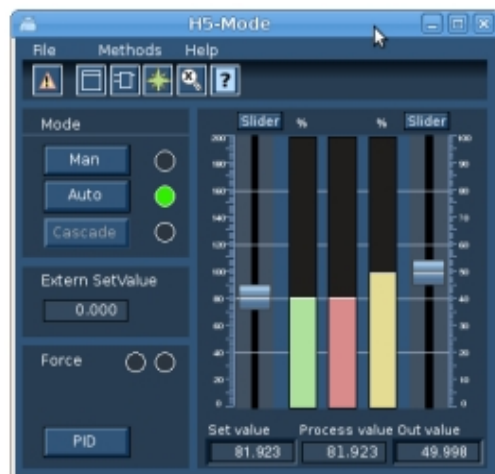 H5-Mode
File Methods Help
?
Mode
Man
Auto
Cascade
Extern SetValue
0.000
Force
PID
Slider % % Slider
200 100
180 90
160 80
140 70
120 60
100 50
80 40
60 30
40 20
20 10
0 0
Set value Process value Out value
81.923 81.923 49.998